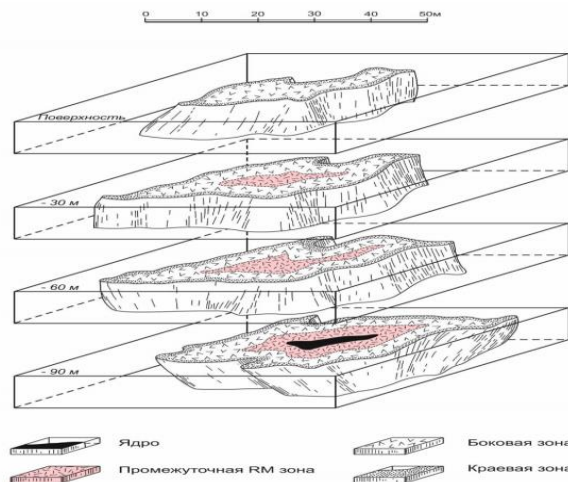 0 10 20 30 40 50м
Поверхность
- 30 м
- 60 м
- 90 м
Ядро
Боковая зона
Промежуточная RM зона
Краевая зона